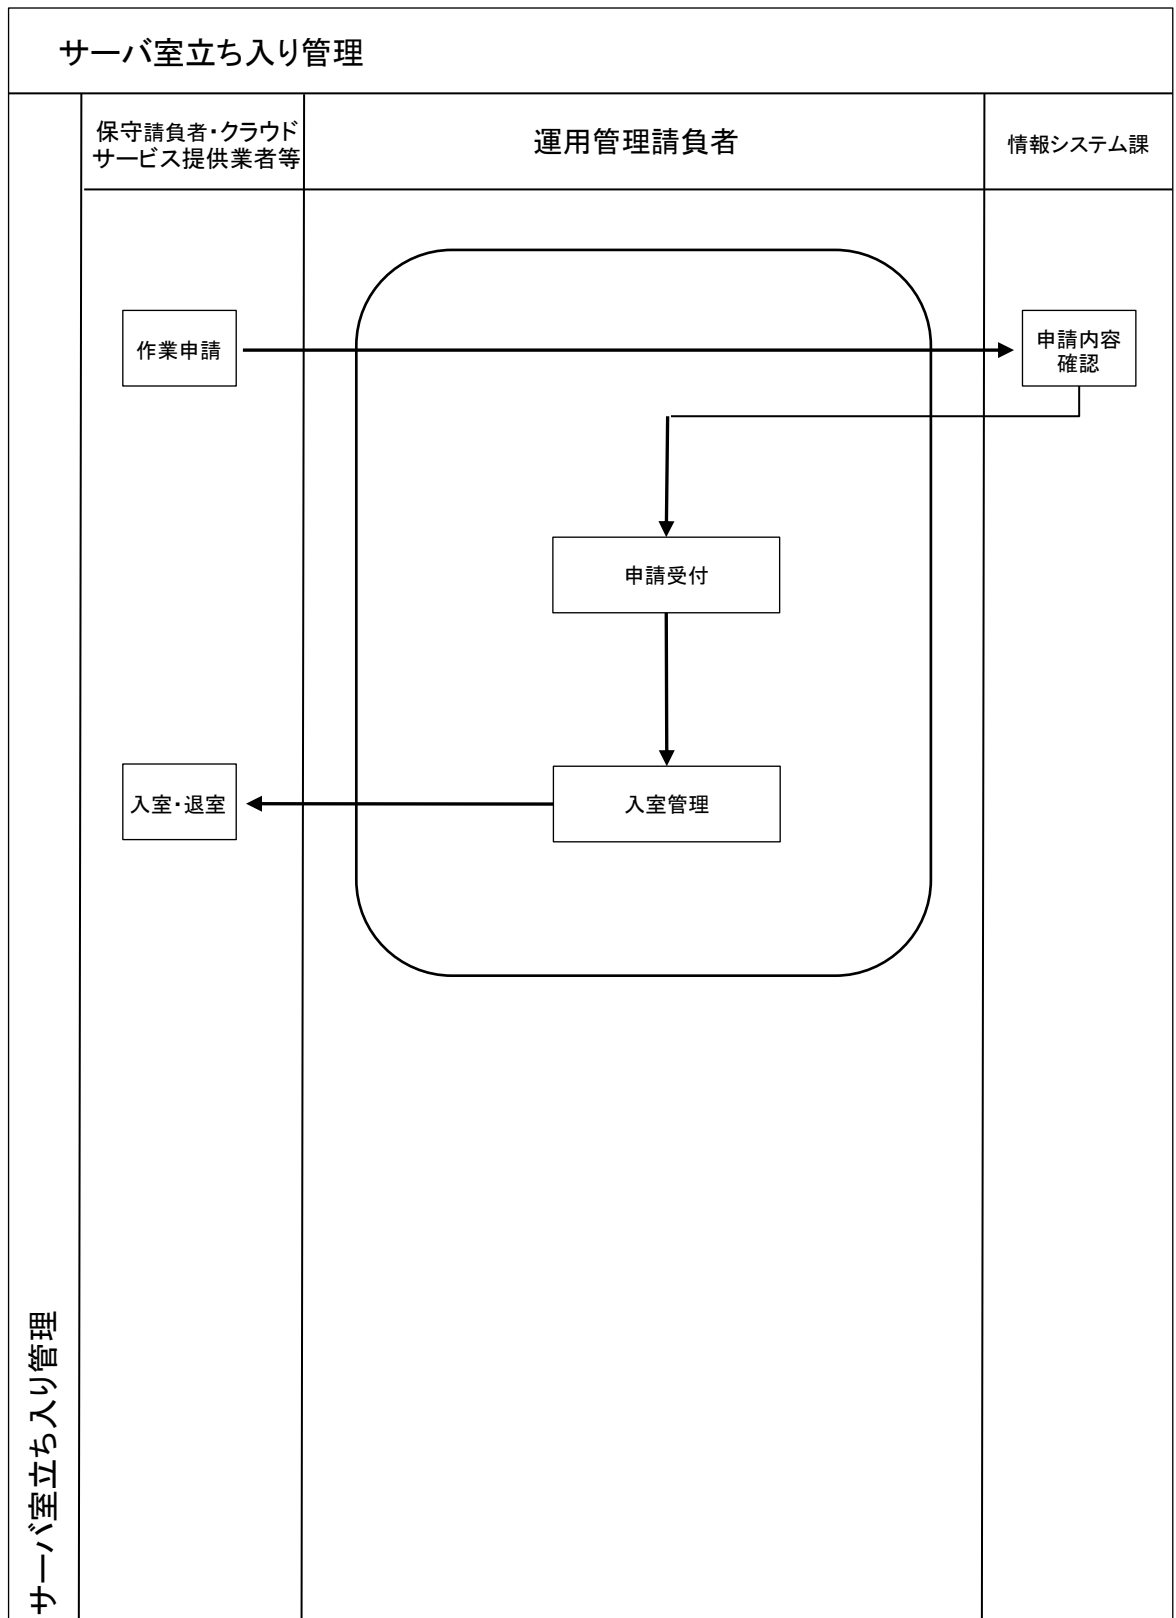 サーバ室立ち入り管理
保守請負者・クラウド
サービス提供業者等
運用管理請負者
情報システム課
作業申請
申請内容
確認
申請受付
入室・退室
入室管理
サーバ室立ち入り管理